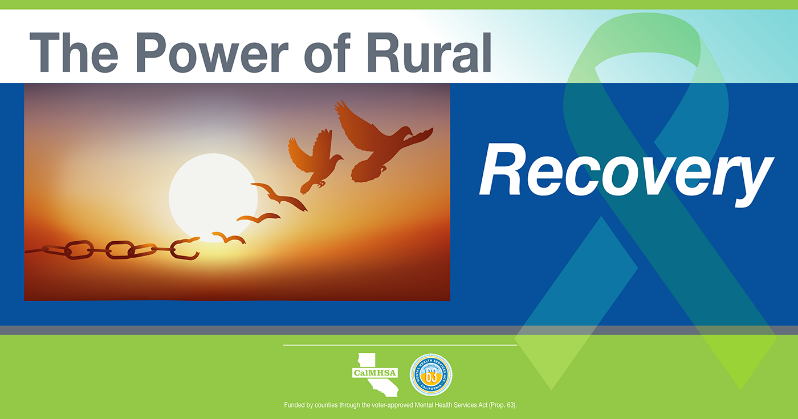 The Power of Rural
Recovery
CalMHSA
63
Funded by counties through the voter-approved Mental Health Services Act (Prop. 63).